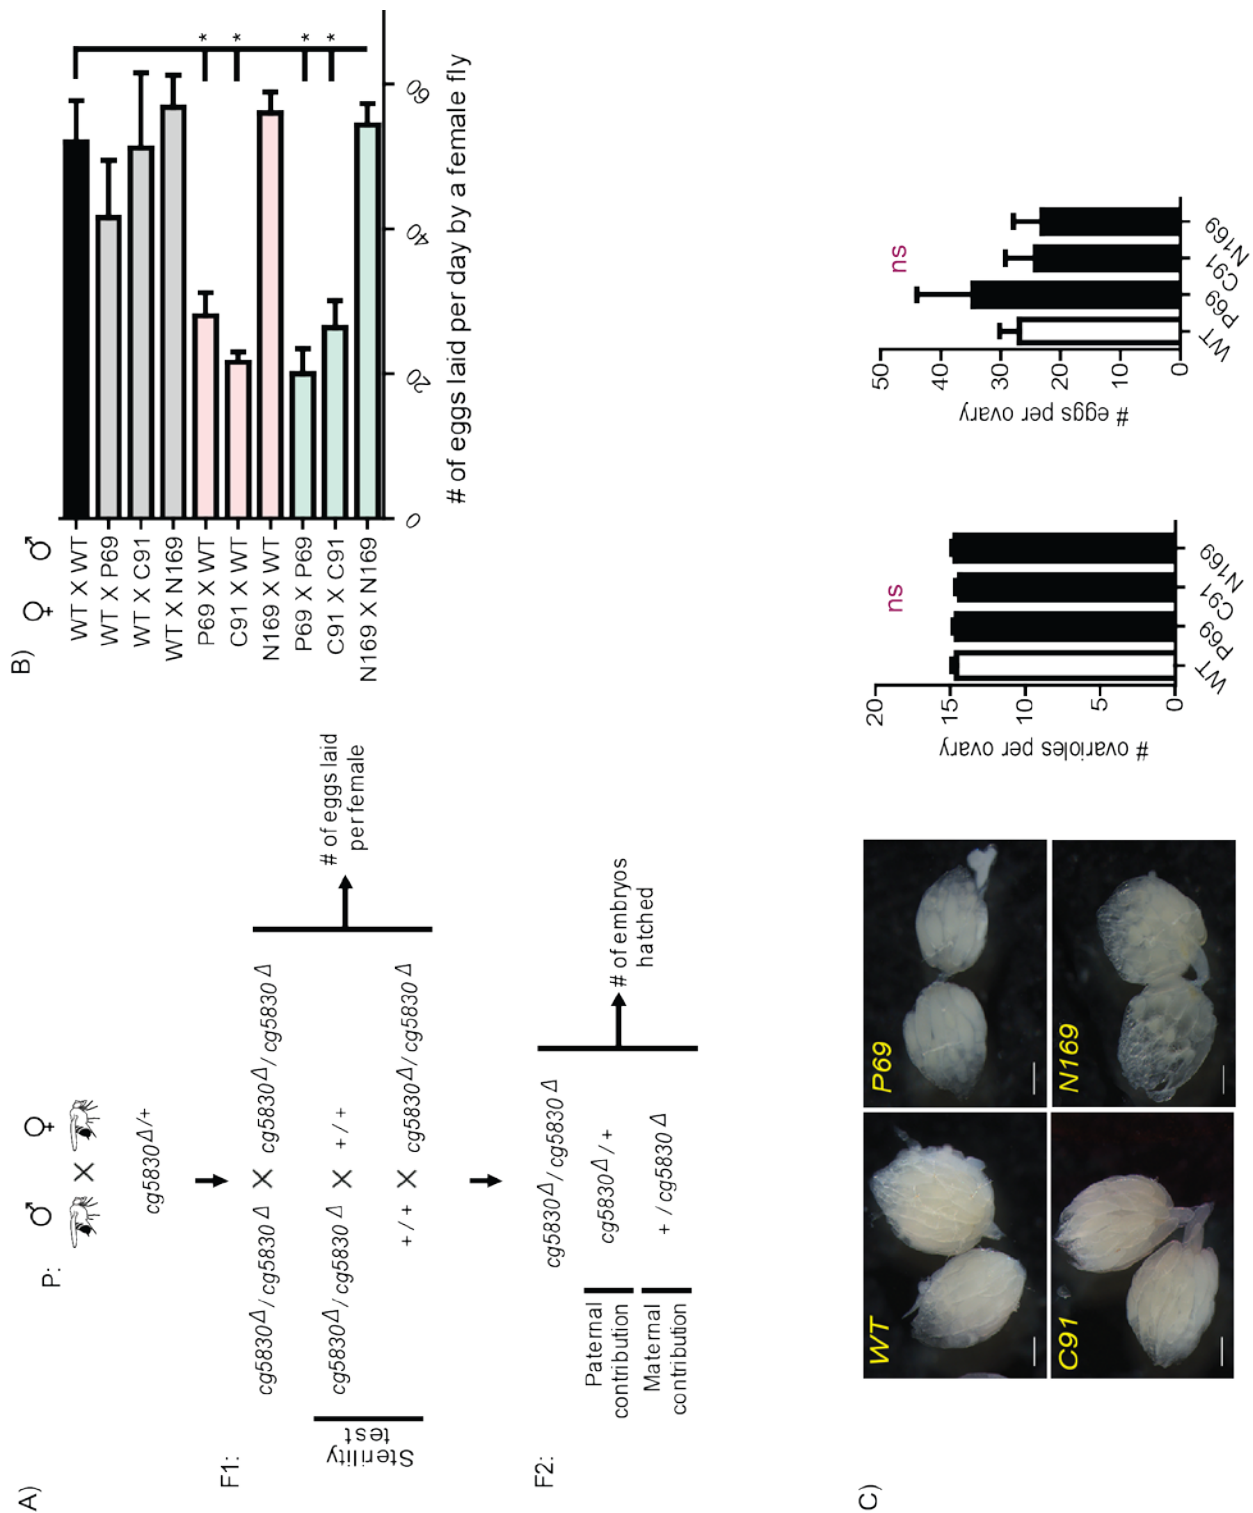 A)
P:
♂ ♀
X
cg5830Δ/+
F1:
cg5830Δ/cg5830Δ X cg5830Δ/cg5830Δ
cg5830Δ/cg5830Δ X +/+
+/+ X cg5830Δ/cg5830Δ
Sterility
test
# of eggs laid
per female
F2:
cg5830Δ/cg5830Δ
Paternal
contribution
cg5830Δ/+
Maternal
contribution
+/cg5830Δ
# of embryos
hatched
B)
♀ ♂
WT X WT
WT X P69
WT X C91
WT X N169
P69 X WT
*
C91 X WT
*
N169 X WT
P69 X P69
*
C91 X C91
*
N169 X N169
0 20 40 60
# of eggs laid per day by a female fly
C)
WT
P69
C91
N169
# ovarioles per ovary
20
15
10
5
0
ns
WT P69 C91 N169
# eggs per ovary
50
40
30
20
10
0
ns
WT P69 C91 N169